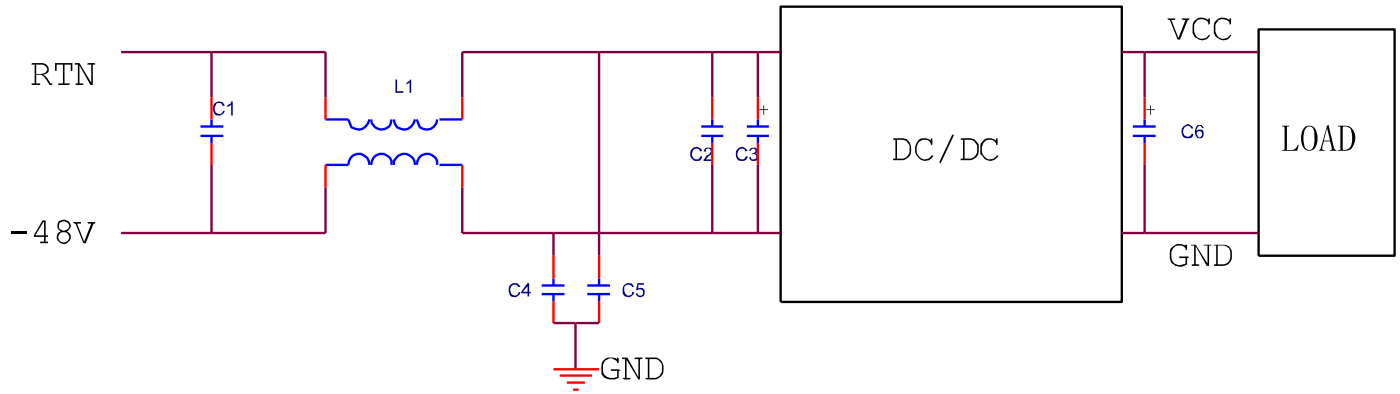 RTN
-48V
C1
L1
C4
C5
GND
C2
C3
+
DC/DC
VCC
+
C6
GND
LOAD